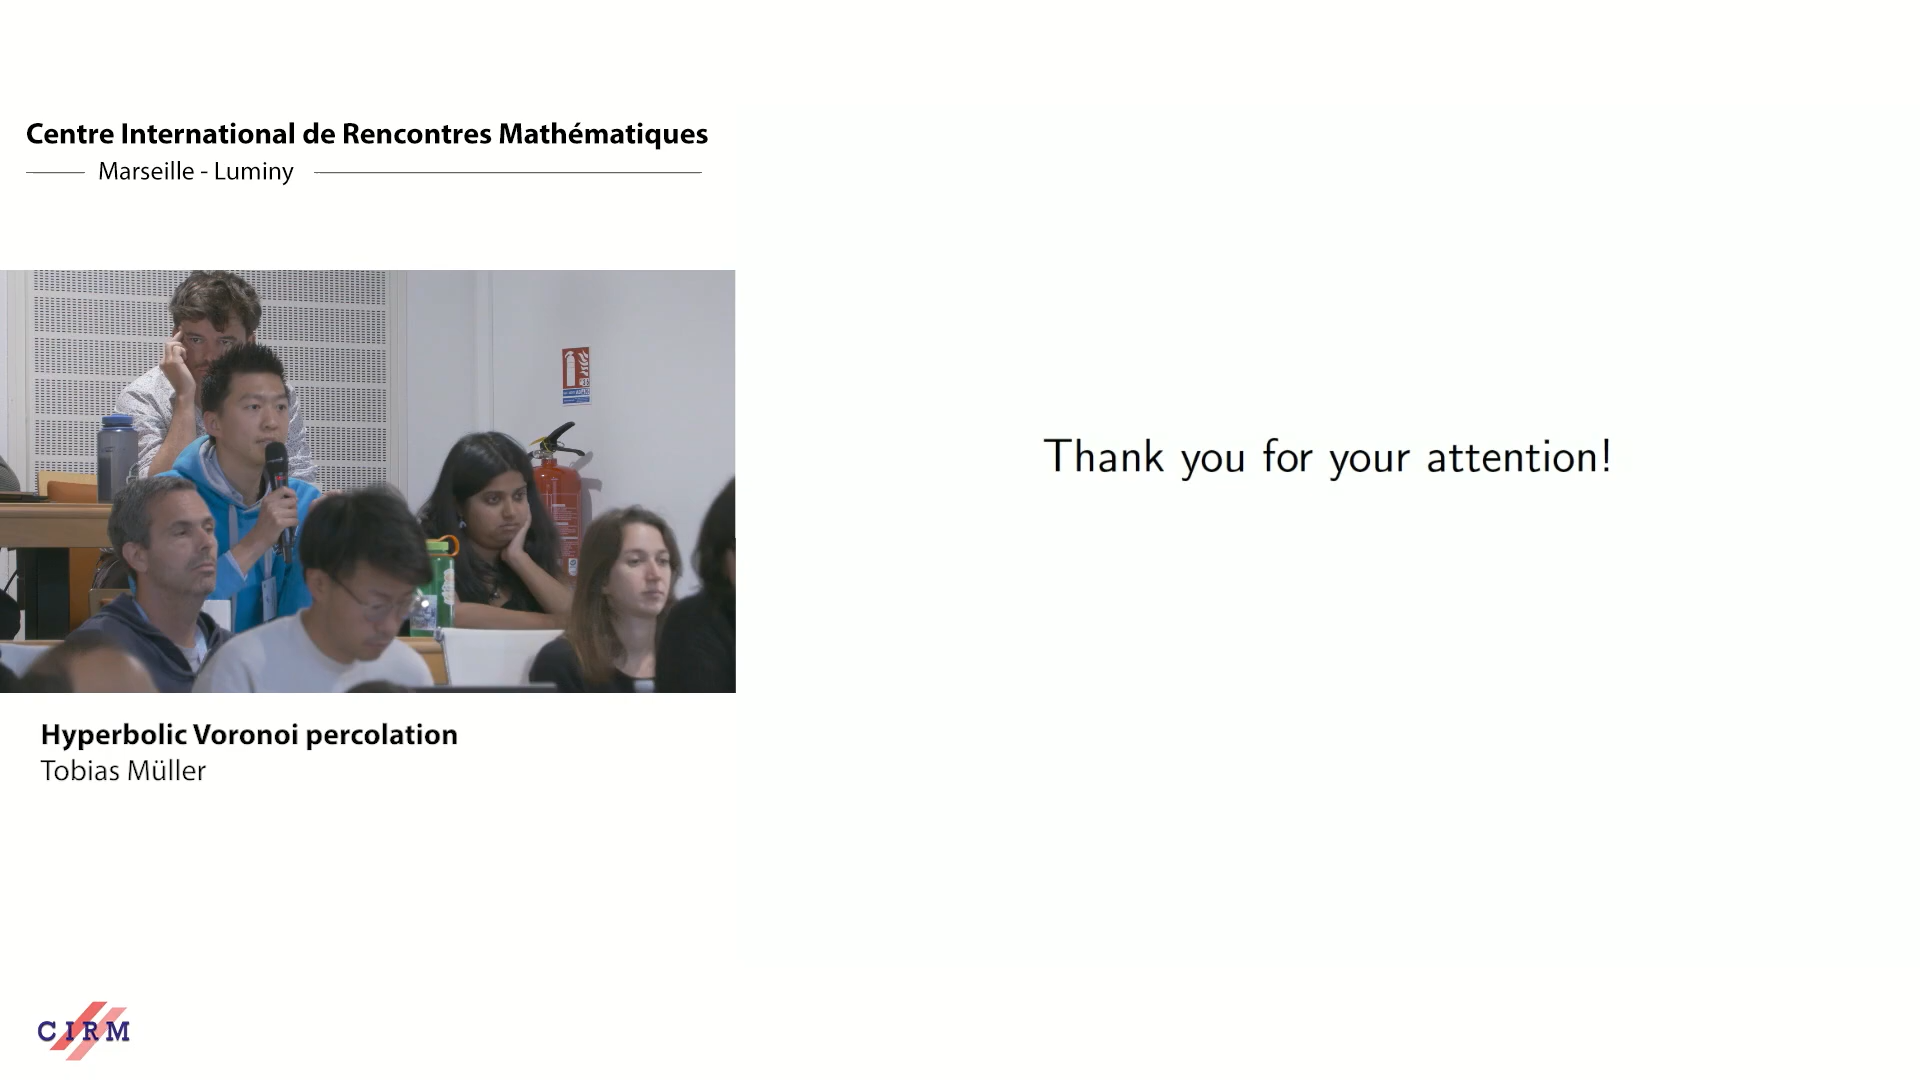 Centre International de Rencontres Mathématiques
Marseille - Luminy
Thank you for your attention!
Hyperbolic Voronoi percolation
Tobias Müller
CIRM